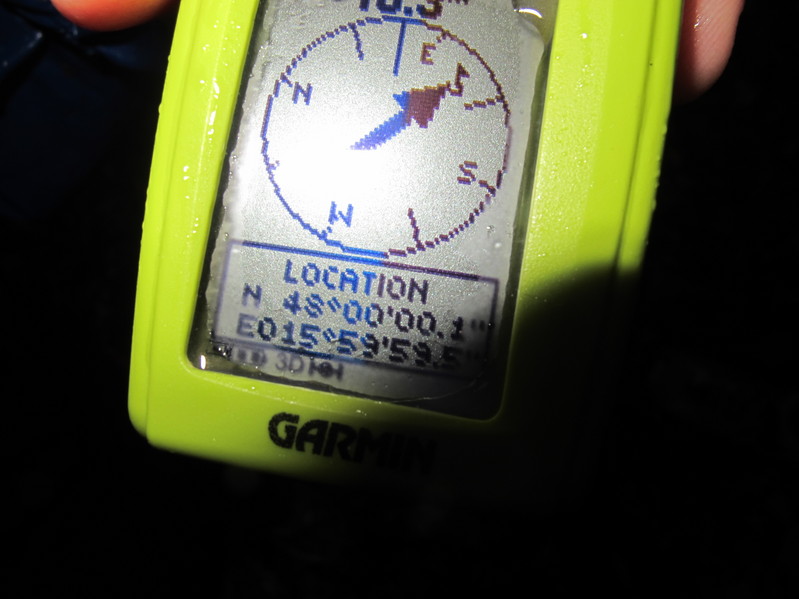 E
S
N
W
LOCATION
N 48°00'00.1"
E015°59'59.5"
3D
GARMIN